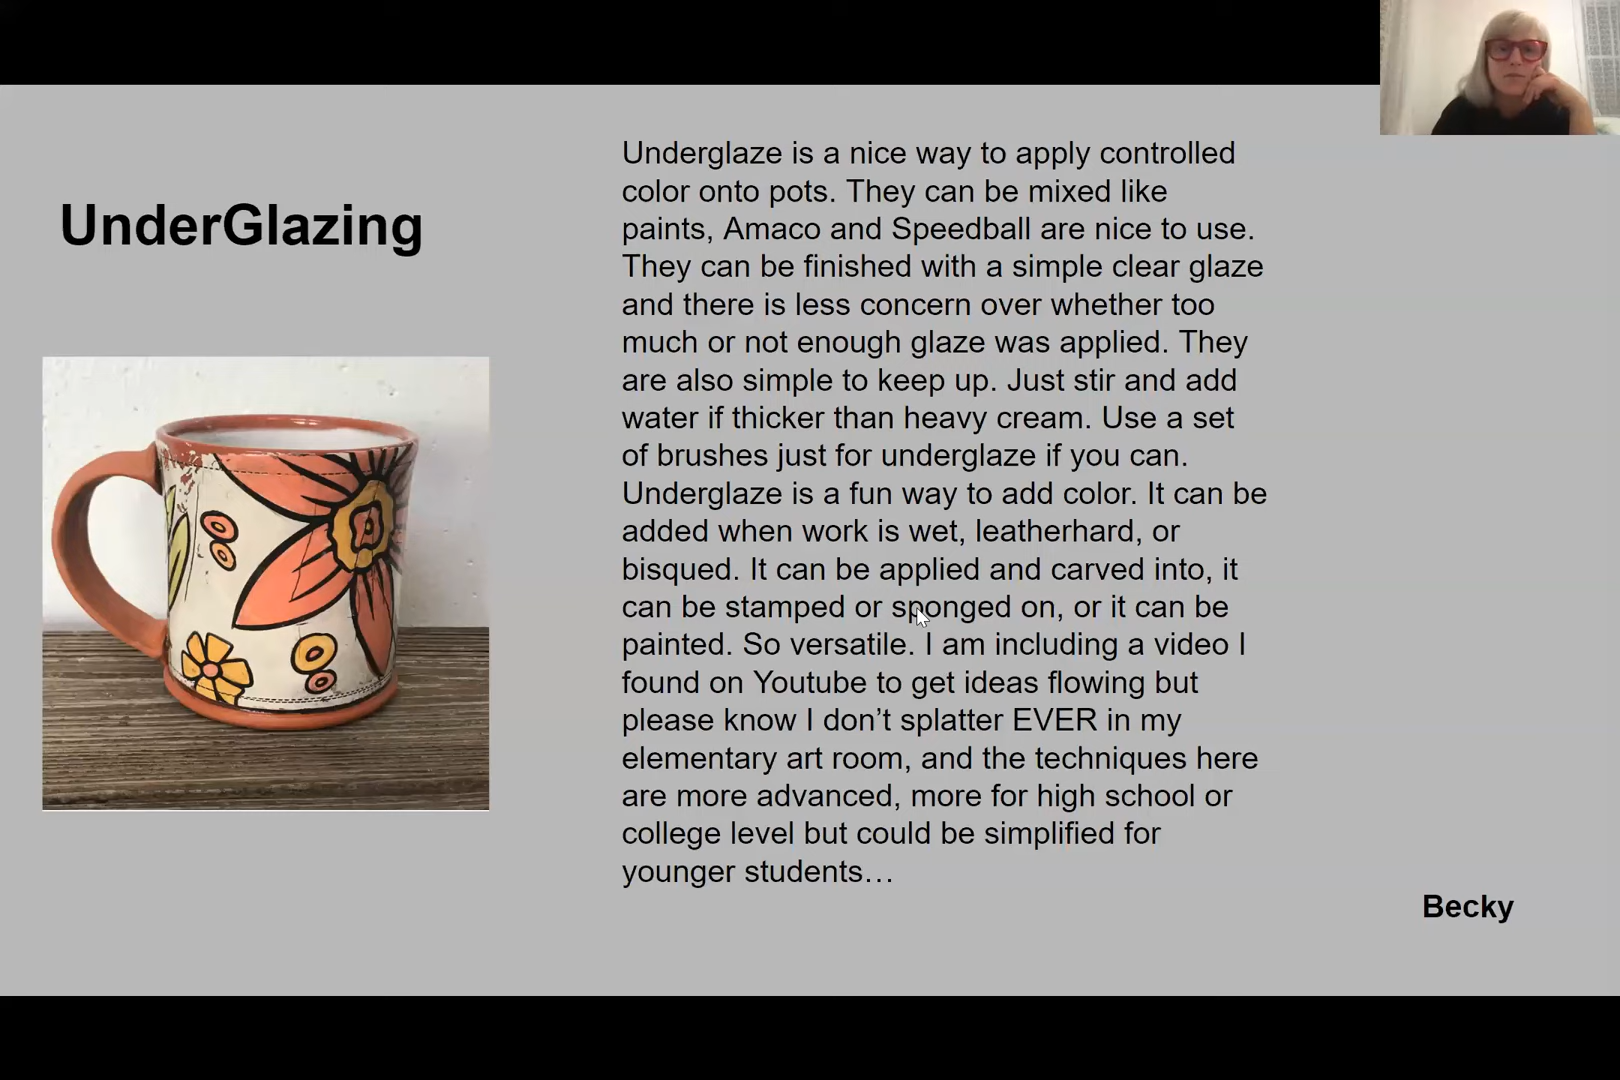 UnderGlazing
Underglaze is a nice way to apply controlled
color onto pots. They can be mixed like
paints, Amaco and Speedball are nice to use.
They can be finished with a simple clear glaze
and there is less concern over whether too
much or not enough glaze was applied. They
are also simple to keep up. Just stir and add
water if thicker than heavy cream. Use a set
of brushes just for underglaze if you can.
Underglaze is a fun way to add color. It can be
added when work is wet, leatherhard, or
bisqued. It can be applied and carved into, it
can be stamped or sponged on, or it can be
painted. So versatile. I am including a video I
found on Youtube to get ideas flowing but
please know I don’t splatter EVER in my
elementary art room, and the techniques here
are more advanced, more for high school or
college level but could be simplified for
younger students…
Becky